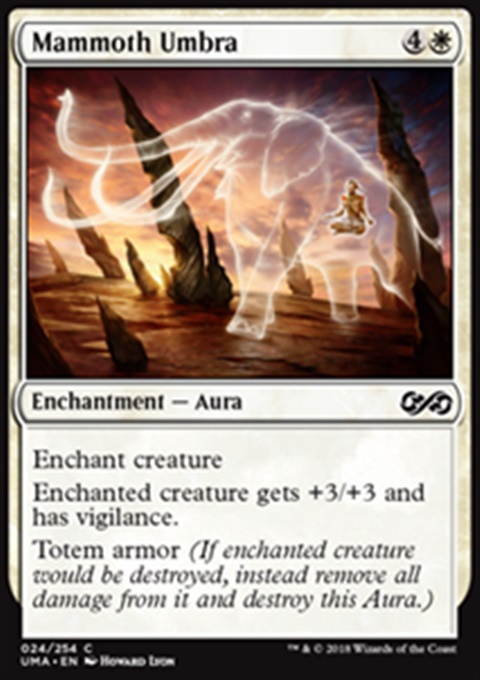 Mammoth Umbra 4
Enchantment — Aura
Enchant creature
Enchanted creature gets +3/+3 and
has vigilance.
Totem armor (If enchanted creature
would be destroyed, instead remove all
damage from it and destroy this Aura.)
024/254 C
UMA • EN Howard Lyon
™ & © 2018 Wizards of the Coast